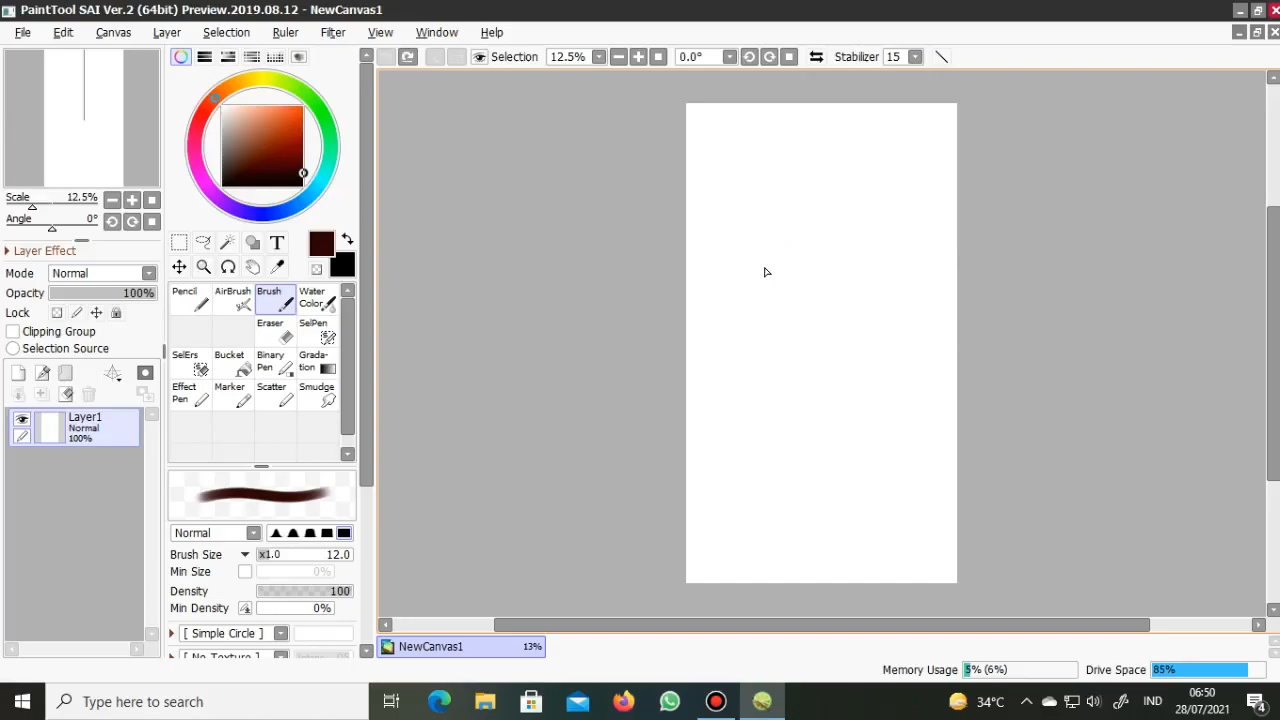 PaintTool SAI Ver.2 (64bit) Preview.2019.08.12 - NewCanvas1
File Edit Canvas Layer Selection Ruler Filter View Window Help
Selection 12.5% 0.0° Stabilizer 15
Scale 12.5%
Angle 0°
Layer Effect
Mode Normal
Opacity 100%
Lock
Clipping Group
Selection Source
Layer1
Normal
100%
T
Pencil AirBrush Brush Water Color
Eraser SelPen
SelErs Bucket Binary Pen Grada-tion
Effect Pen Marker Scatter Smudge
Normal
Brush Size x1.0 12.0
Min Size 0%
Density 100
Min Density 0%
[ Simple Circle ]
[ No Texture ]
NewCanvas1 13%
Memory Usage 5% (6%) Drive Space 85%
Type here to search
34°C IND 06:50
28/07/2021 4